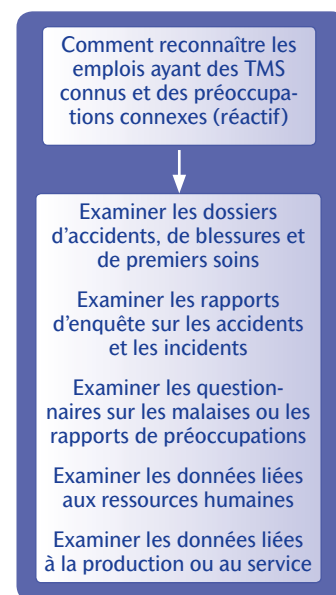 Comment reconnaître les
emplois ayant des TMS
connus et des préoccupa-
tions connexes (réactif)
Examiner les dossiers
d’accidents, de blessures et
de premiers soins
Examiner les rapports
d’enquête sur les accidents
et les incidents
Examiner les question-
naires sur les malaises ou les
rapports de préoccupations
Examiner les données liées
aux ressources humaines
Examiner les données liées
à la production ou au service